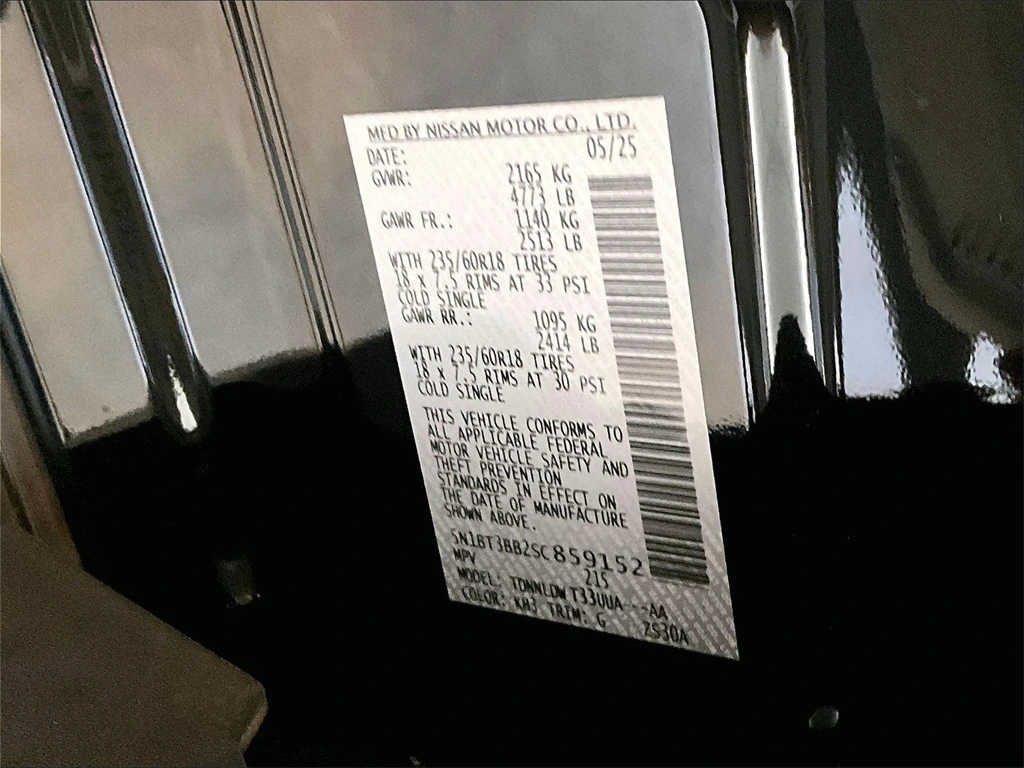 MFD BY NISSAN MOTOR CO., LTD.
DATE: 05/25
GVWR: 2165 KG
4773 LB
GAWR FR.: 1140 KG
2513 LB
WITH 235/60R18 TIRES
18 X 7.5 RIMS AT 33 PSI
COLD SINGLE
GAWR RR.: 1095 KG
2414 LB
WITH 235/60R18 TIRES
18 X 7.5 RIMS AT 30 PSI
COLD SINGLE
THIS VEHICLE CONFORMS TO
ALL APPLICABLE FEDERAL
MOTOR VEHICLE SAFETY AND
THEFT PREVENTION
STANDARDS IN EFFECT ON
THE DATE OF MANUFACTURE
SHOWN ABOVE.
5N1BT3BB2SC859152
MPV 215
MODEL: TDNNLDWT33UUA---AA
COLOR: KH3 TRIM: G ZS30A